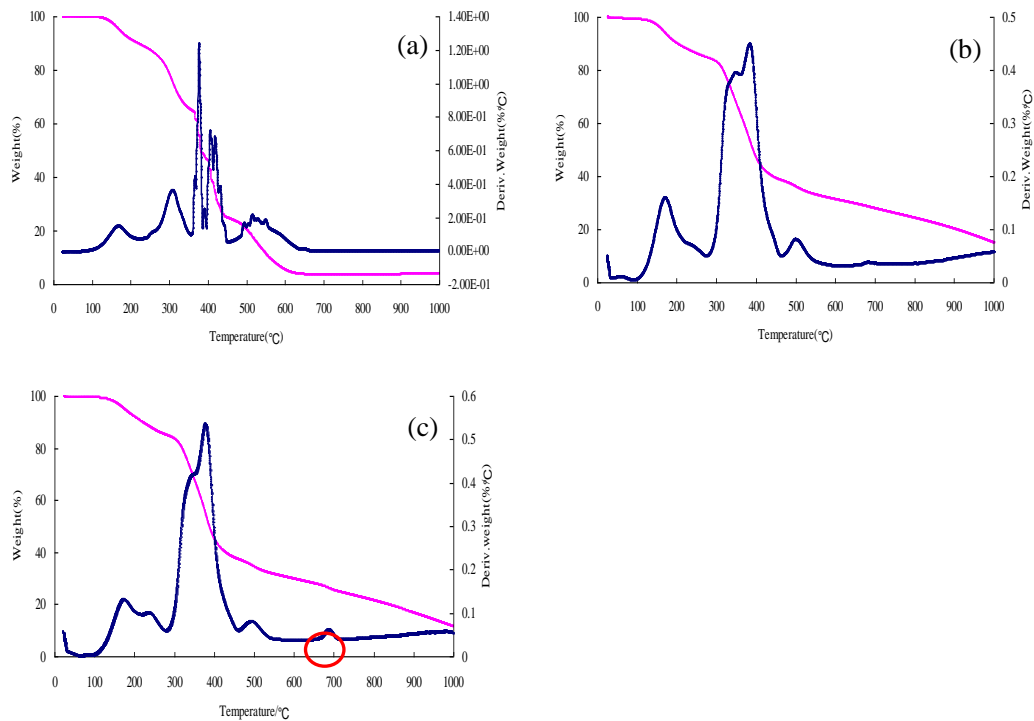 (a)
100
80
60
40
20
0
Weight(%)
1.40E+00
1.20E+00
1.00E+00
8.00E-01
6.00E-01
4.00E-01
2.00E-01
0.00E+00
-2.00E-01
Deriv.Weight(%/℃)
0 100 200 300 400 500 600 700 800 900 1000
Temperature(℃)
(b)
100
80
60
40
20
0
Weight(%)
0.5
0.4
0.3
0.2
0.1
0
Deriv.Weight(%/℃)
0 100 200 300 400 500 600 700 800 900 1000
Temperature(℃)
(c)
100
80
60
40
20
0
Weight(%)
0.6
0.5
0.4
0.3
0.2
0.1
0
Deriv.weight(%/℃)
0 100 200 300 400 500 600 700 800 900 1000
Temperature/℃